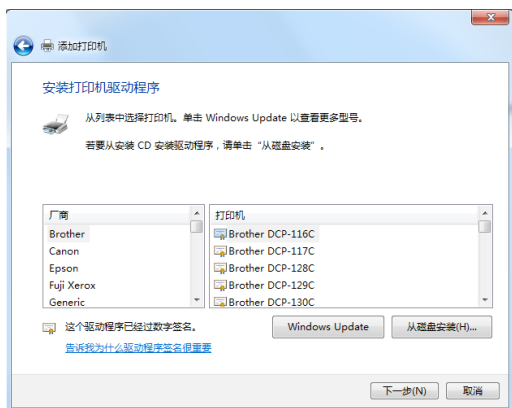 添加打印机
安装打印机驱动程序
从列表中选择打印机。单击 Windows Update 以查看更多型号。
若要从安装 CD 安装驱动程序，请单击“从磁盘安装”。
厂商
Brother
Canon
Epson
Fuji Xerox
Generic
打印机
Brother DCP-116C
Brother DCP-117C
Brother DCP-128C
Brother DCP-129C
Brother DCP-130C
这个驱动程序已经过数字签名。
告诉我为什么驱动程序签名很重要
Windows Update
从磁盘安装(H)...
下一步(N)
取消